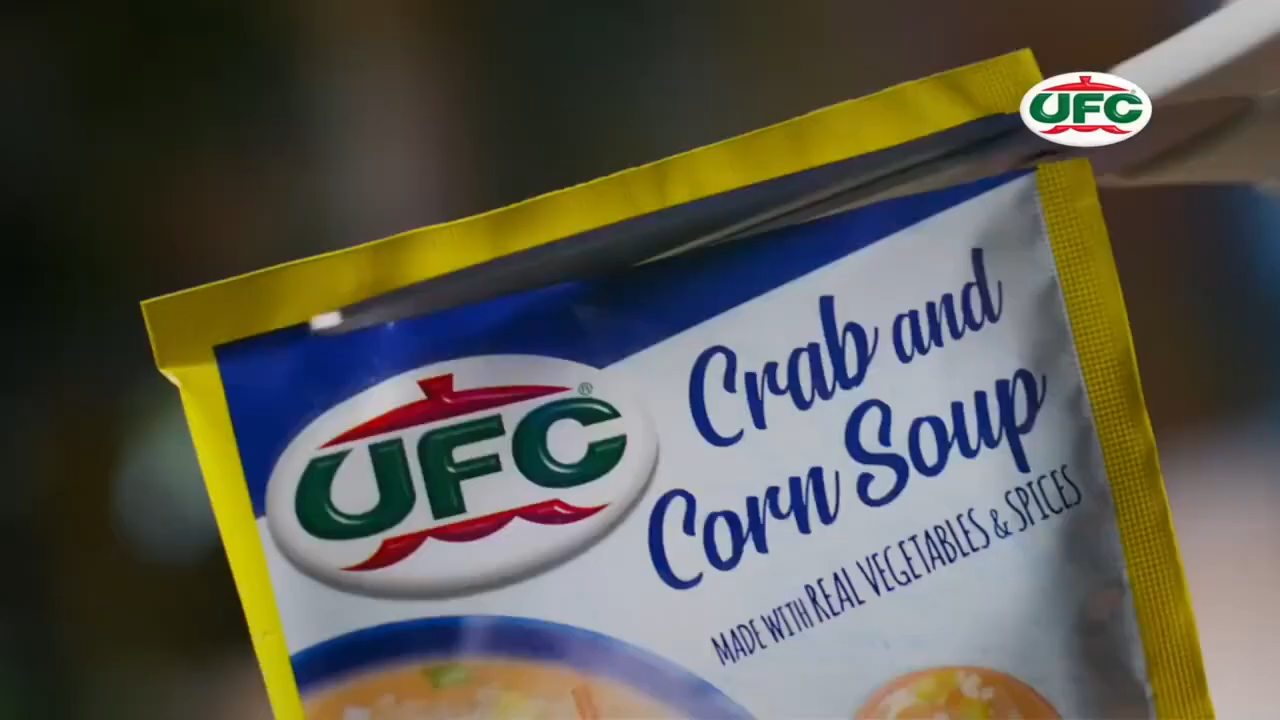 UFC
UFC®
Crab and
Corn Soup
MADE WITH REAL VEGETABLES & SPICES